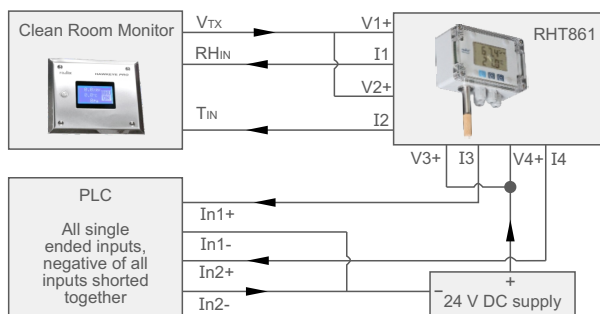 Clean Room Monitor
VTX
V1+
RHIN
I1
V2+
TIN
I2
RHT861
V3+ I3 V4+ I4
PLC
All single
ended inputs,
negative of all
inputs shorted
together
In1+
In1-
In2+
In2-
+
−
24 V DC supply